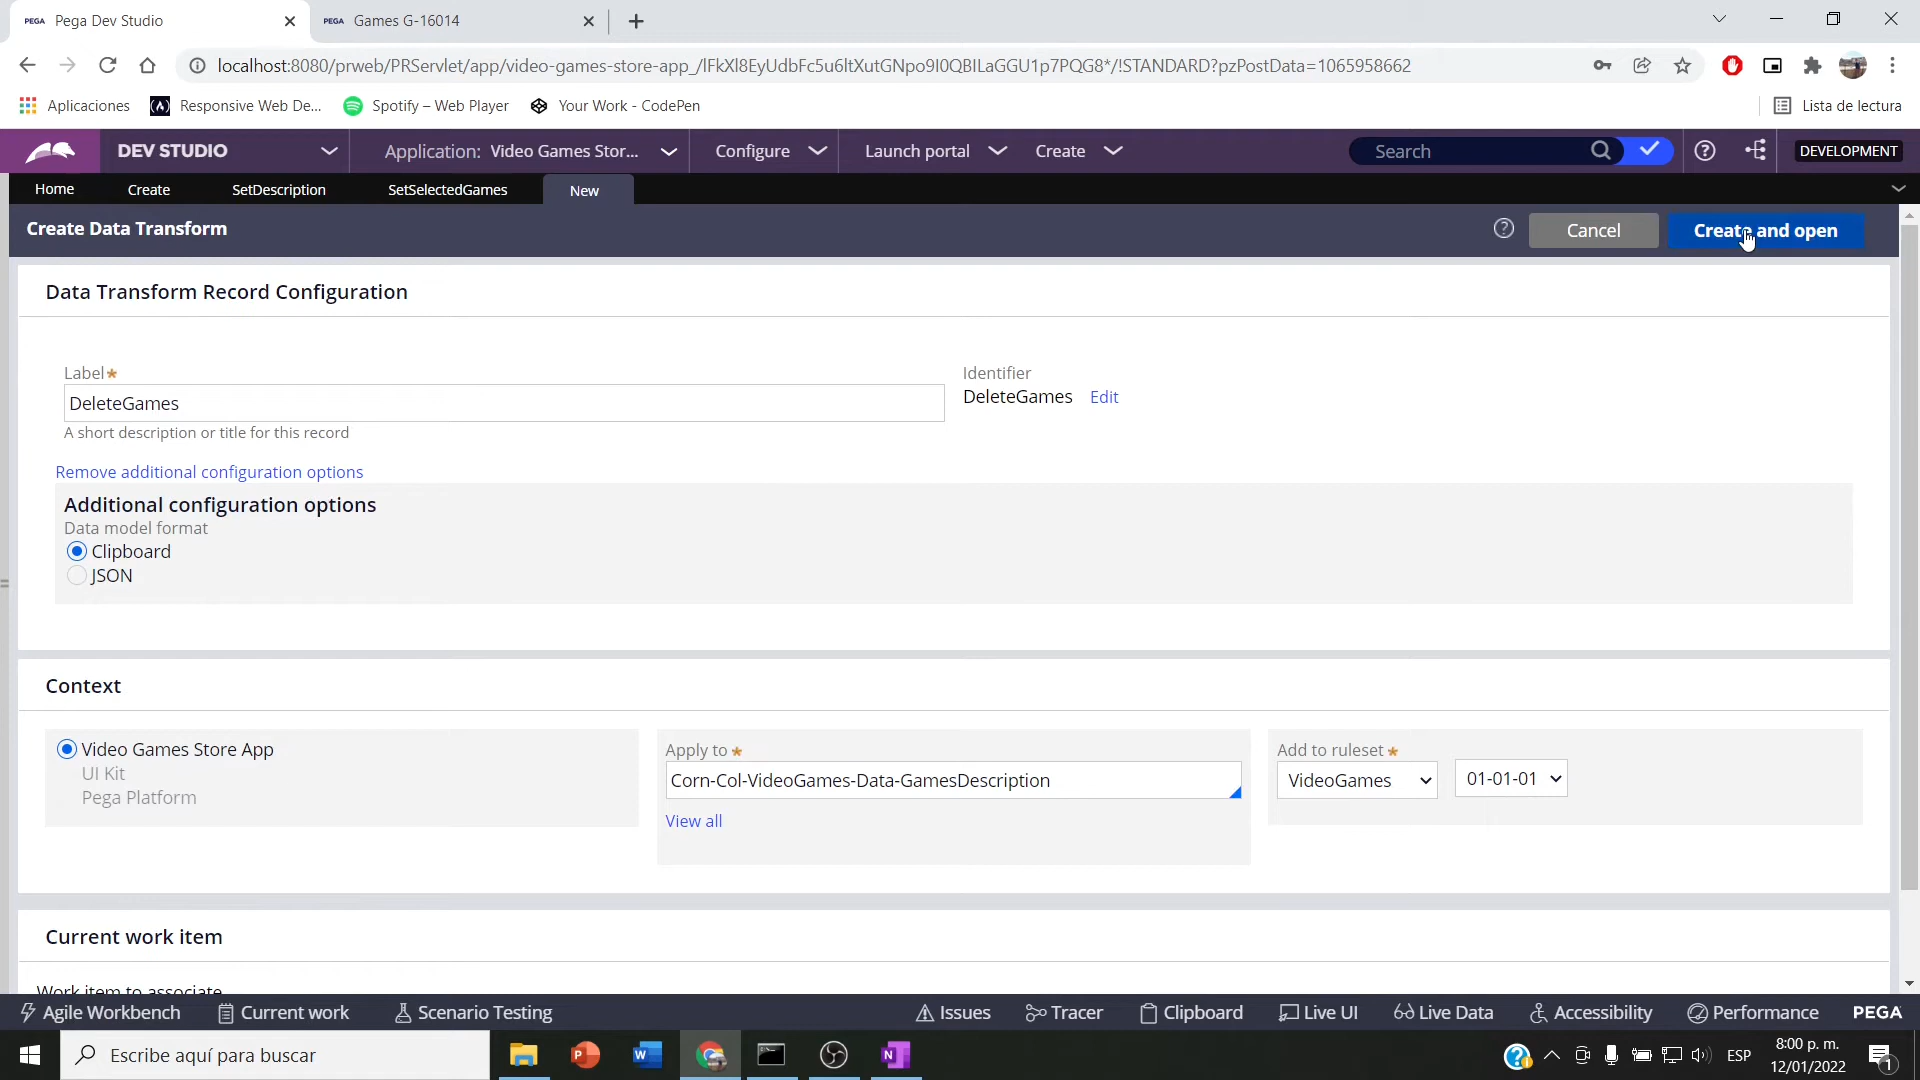 PEGA Pega Dev Studio
PEGA Games G-16014
localhost:8080/prweb/PRServlet/app/video-games-store-app_/lFkXl8EyUdbFc5u6ltXutGNpo9I0QBILaGGU1p7PQG8*/!STANDARD?pzPostData=1065958662
Aplicaciones Responsive Web De... Spotify – Web Player Your Work - CodePen Lista de lectura
DEV STUDIO Application: Video Games Stor... Configure Launch portal Create Search DEVELOPMENT
Home Create SetDescription SetSelectedGames New
Create Data Transform Cancel Create and open
Data Transform Record Configuration
Label* Identifier
DeleteGames DeleteGames Edit
A short description or title for this record
Remove additional configuration options
Additional configuration options
Data model format
Clipboard
JSON
Context
Video Games Store App Apply to * Add to ruleset *
UI Kit Corn-Col-VideoGames-Data-GamesDescription VideoGames 01-01-01
Pega Platform
View all
Current work item
Work item to associate
Agile Workbench Current work Scenario Testing Issues Tracer Clipboard Live UI Live Data Accessibility Performance PEGA
Escribe aquí para buscar ESP 8:00 p. m.
12/01/2022 1